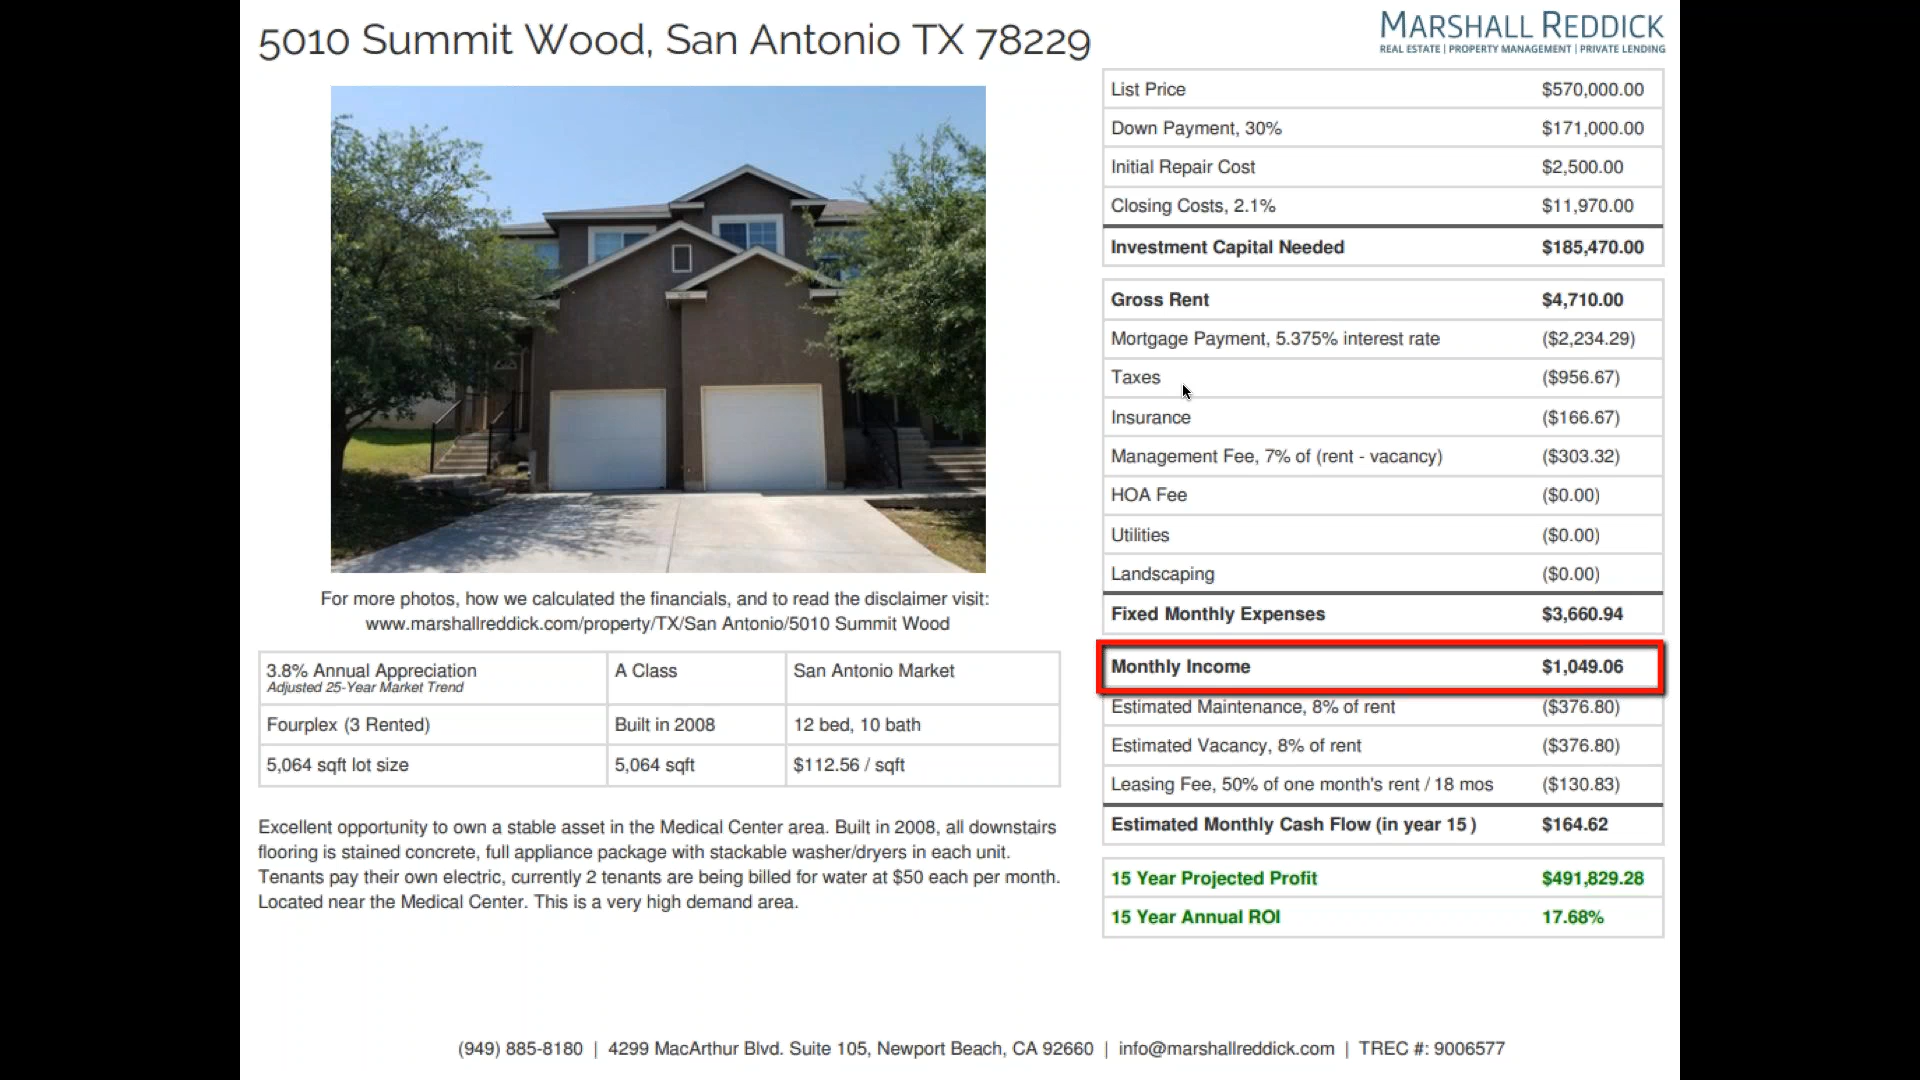 5010 Summit Wood, San Antonio TX 78229
MARSHALL REDDICK
REAL ESTATE | PROPERTY MANAGEMENT | PRIVATE LENDING
List Price $570,000.00
Down Payment, 30% $171,000.00
Initial Repair Cost $2,500.00
Closing Costs, 2.1% $11,970.00
Investment Capital Needed $185,470.00
Gross Rent $4,710.00
Mortgage Payment, 5.375% interest rate ($2,234.29)
Taxes ($956.67)
Insurance ($166.67)
Management Fee, 7% of (rent - vacancy) ($303.32)
HOA Fee ($0.00)
Utilities ($0.00)
Landscaping ($0.00)
Fixed Monthly Expenses $3,660.94
Monthly Income $1,049.06
Estimated Maintenance, 8% of rent ($376.80)
Estimated Vacancy, 8% of rent ($376.80)
Leasing Fee, 50% of one month's rent / 18 mos ($130.83)
Estimated Monthly Cash Flow (in year 15 ) $164.62
15 Year Projected Profit $491,829.28
15 Year Annual ROI 17.68%
For more photos, how we calculated the financials, and to read the disclaimer visit:
www.marshallreddick.com/property/TX/San Antonio/5010 Summit Wood
3.8% Annual Appreciation A Class San Antonio Market
Adjusted 25-Year Market Trend
Fourplex (3 Rented) Built in 2008 12 bed, 10 bath
5,064 sqft lot size 5,064 sqft $112.56 / sqft
Excellent opportunity to own a stable asset in the Medical Center area. Built in 2008, all downstairs
flooring is stained concrete, full appliance package with stackable washer/dryers in each unit.
Tenants pay their own electric, currently 2 tenants are being billed for water at $50 each per month.
Located near the Medical Center. This is a very high demand area.
(949) 885-8180 | 4299 MacArthur Blvd. Suite 105, Newport Beach, CA 92660 | info@marshallreddick.com | TREC #: 9006577